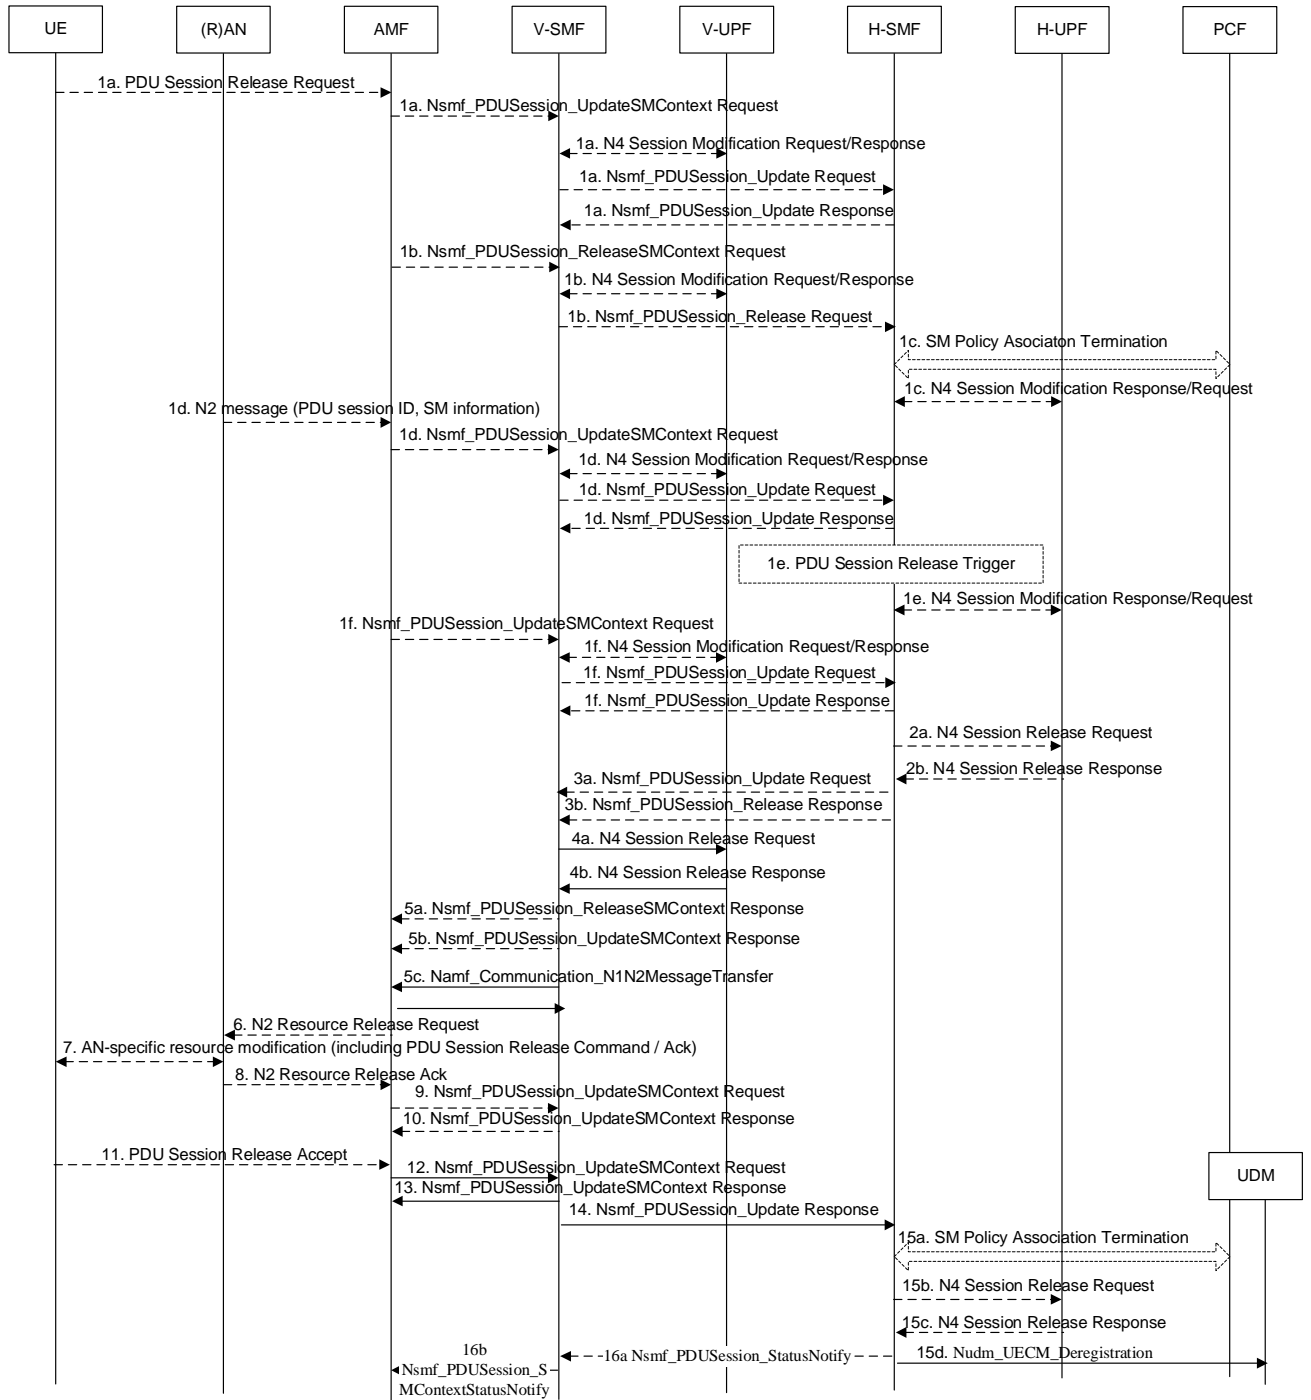 UE
(R)AN
AMF
V-SMF
V-UPF
H-SMF
H-UPF
PCF
1a. PDU Session Release Request
1a. Nsmf_PDUSession_UpdateSMContext Request
1a. N4 Session Modification Request/Response
1a. Nsmf_PDUSession_Update Request
1a. Nsmf_PDUSession_Update Response
1b. Nsmf_PDUSession_ReleaseSMContext Request
1b. N4 Session Modification Request/Response
1b. Nsmf_PDUSession_Release Request
1c. SM Policy Asociaton Termination
1c. N4 Session Modification Response/Request
1d. N2 message (PDU session ID, SM information)
1d. Nsmf_PDUSession_UpdateSMContext Request
1d. N4 Session Modification Request/Response
1d. Nsmf_PDUSession_Update Request
1d. Nsmf_PDUSession_Update Response
1e. PDU Session Release Trigger
1e. N4 Session Modification Response/Request
1f. Nsmf_PDUSession_UpdateSMContext Request
1f. N4 Session Modification Request/Response
1f. Nsmf_PDUSession_Update Request
1f. Nsmf_PDUSession_Update Response
2a. N4 Session Release Request
2b. N4 Session Release Response
3a. Nsmf_PDUSession_Update Request
3b. Nsmf_PDUSession_Release Response
4a. N4 Session Release Request
4b. N4 Session Release Response
5a. Nsmf_PDUSession_ReleaseSMContext Response
5b. Nsmf_PDUSession_UpdateSMContext Response
5c. Namf_Communication_N1N2MessageTransfer
6. N2 Resource Release Request
7. AN-specific resource modification (including PDU Session Release Command / Ack)
8. N2 Resource Release Ack
9. Nsmf_PDUSession_UpdateSMContext Request
10. Nsmf_PDUSession_UpdateSMContext Response
11. PDU Session Release Accept
12. Nsmf_PDUSession_UpdateSMContext Request
UDM
13. Nsmf_PDUSession_UpdateSMContext Response
14. Nsmf_PDUSession_Update Response
15a. SM Policy Association Termination
15b. N4 Session Release Request
15c. N4 Session Release Response
16a Nsmf_PDUSession_StatusNotify
15d. Nudm_UECM_Deregistration
16b
Nsmf_PDUSession_S
MContextStatusNotify